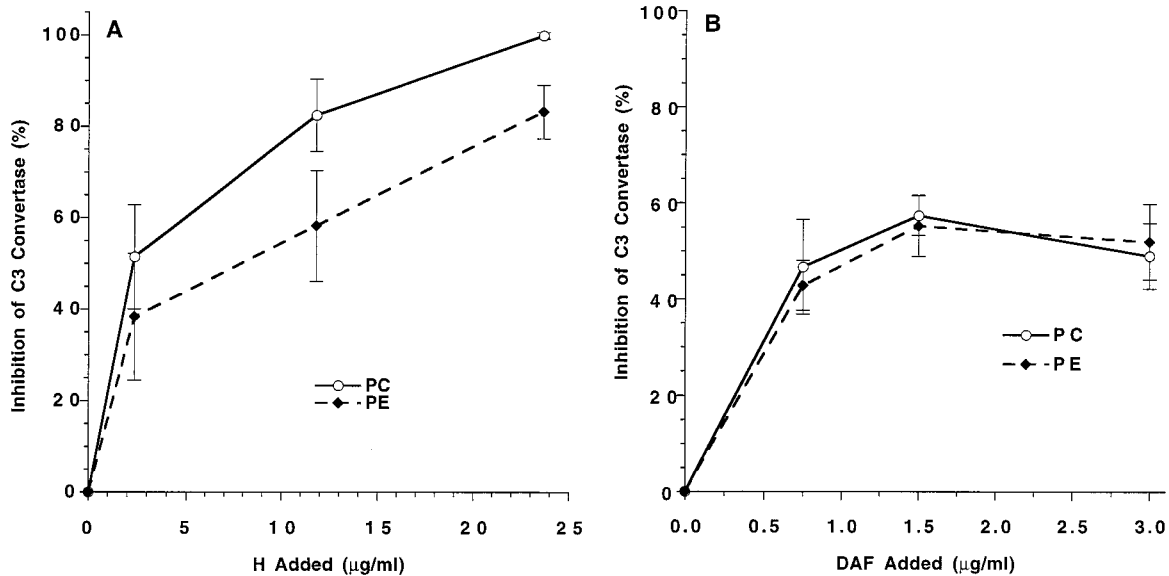 A
Inhibition of C3 Convertase (%)
100
80
60
40
20
0
PC
PE
0 5 10 15 20 25
H Added (µg/ml)
B
Inhibition of C3 Convertase (%)
100
80
60
40
20
0
PC
PE
0.0 0.5 1.0 1.5 2.0 2.5 3.0
DAF Added (µg/ml)